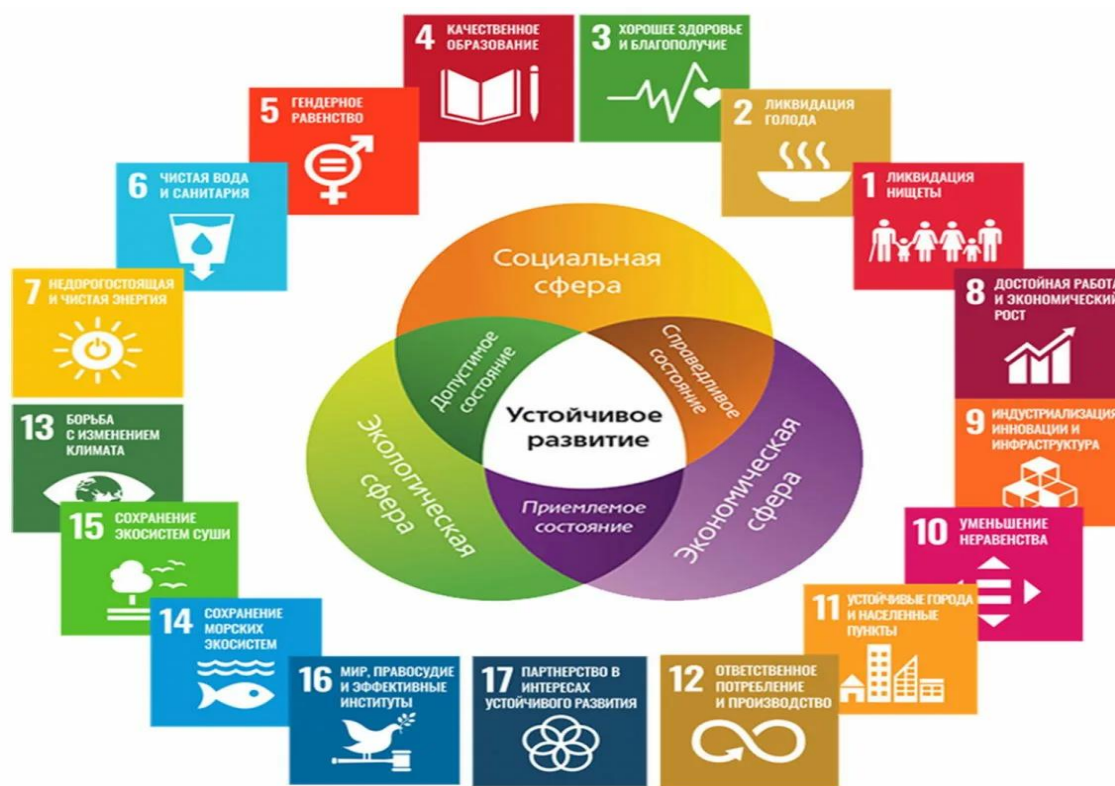 4 КАЧЕСТВЕННОЕ
ОБРАЗОВАНИЕ
3 ХОРОШЕЕ ЗДОРОВЬЕ
И БЛАГОПОЛУЧИЕ
5 ГЕНДЕРНОЕ
РАВЕНСТВО
2 ЛИКВИДАЦИЯ
ГОЛОДА
6 ЧИСТАЯ ВОДА
И САНИТАРИЯ
1 ЛИКВИДАЦИЯ
НИЩЕТЫ
7 НЕДОРОГОСТОЯЩАЯ
И ЧИСТАЯ ЭНЕРГИЯ
8 ДОСТОЙНАЯ РАБОТА
И ЭКОНОМИЧЕСКИЙ
РОСТ
Социальная
сфера
Допустимое
состояние
Справедливое
состояние
Устойчивое
развитие
Экологическая
сфера
Приемлемое
состояние
Экономическая
сфера
13 БОРЬБА
С ИЗМЕНЕНИЕМ
КЛИМАТА
9 ИНДУСТРИАЛИЗАЦИЯ,
ИННОВАЦИИ И
ИНФРАСТРУКТУРА
15 СОХРАНЕНИЕ
ЭКОСИСТЕМ СУШИ
10 УМЕНЬШЕНИЕ
НЕРАВЕНСТВА
14 СОХРАНЕНИЕ
МОРСКИХ
ЭКОСИСТЕМ
11 УСТОЙЧИВЫЕ ГОРОДА
И НАСЕЛЕННЫЕ
ПУНКТЫ
16 МИР, ПРАВОСУДИЕ
И ЭФФЕКТИВНЫЕ
ИНСТИТУТЫ
17 ПАРТНЕРСТВО В
ИНТЕРЕСАХ
УСТОЙЧИВОГО РАЗВИТИЯ
12 ОТВЕТСТВЕННОЕ
ПОТРЕБЛЕНИЕ
И ПРОИЗВОДСТВО